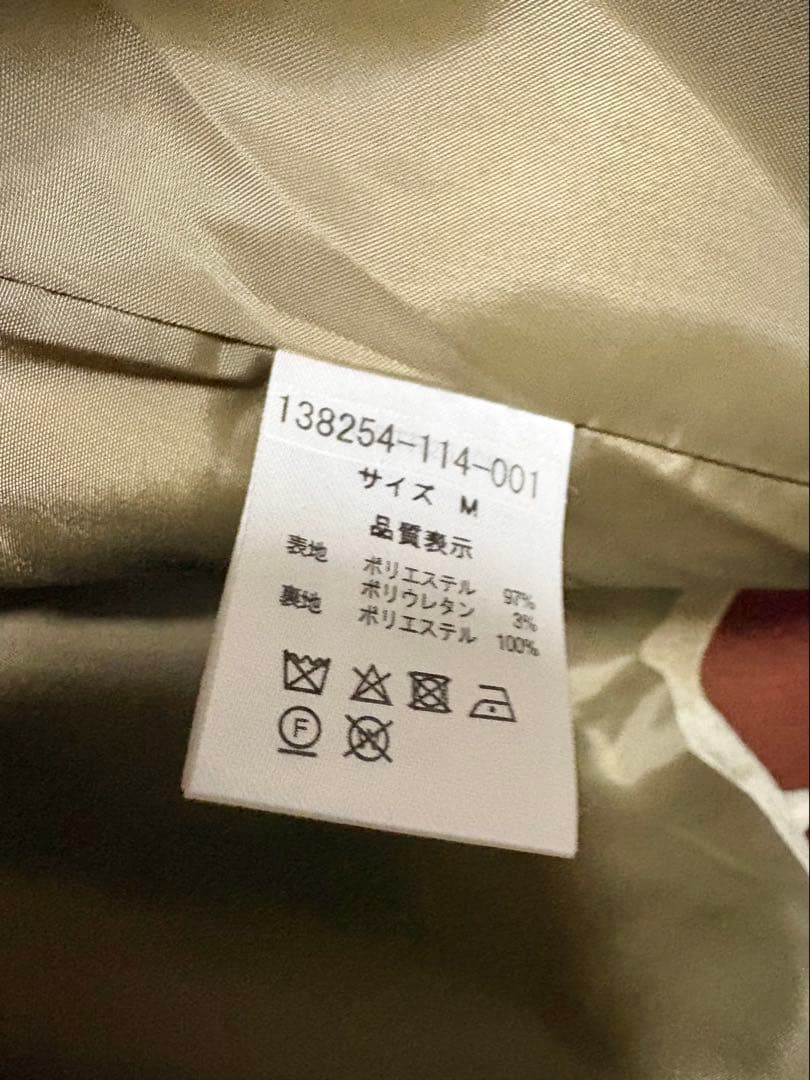 138254-114-001
サイズ M
品質表示
表地 ポリエステル 97%
ポリウレタン 3%
裏地 ポリエステル 100%
F
W